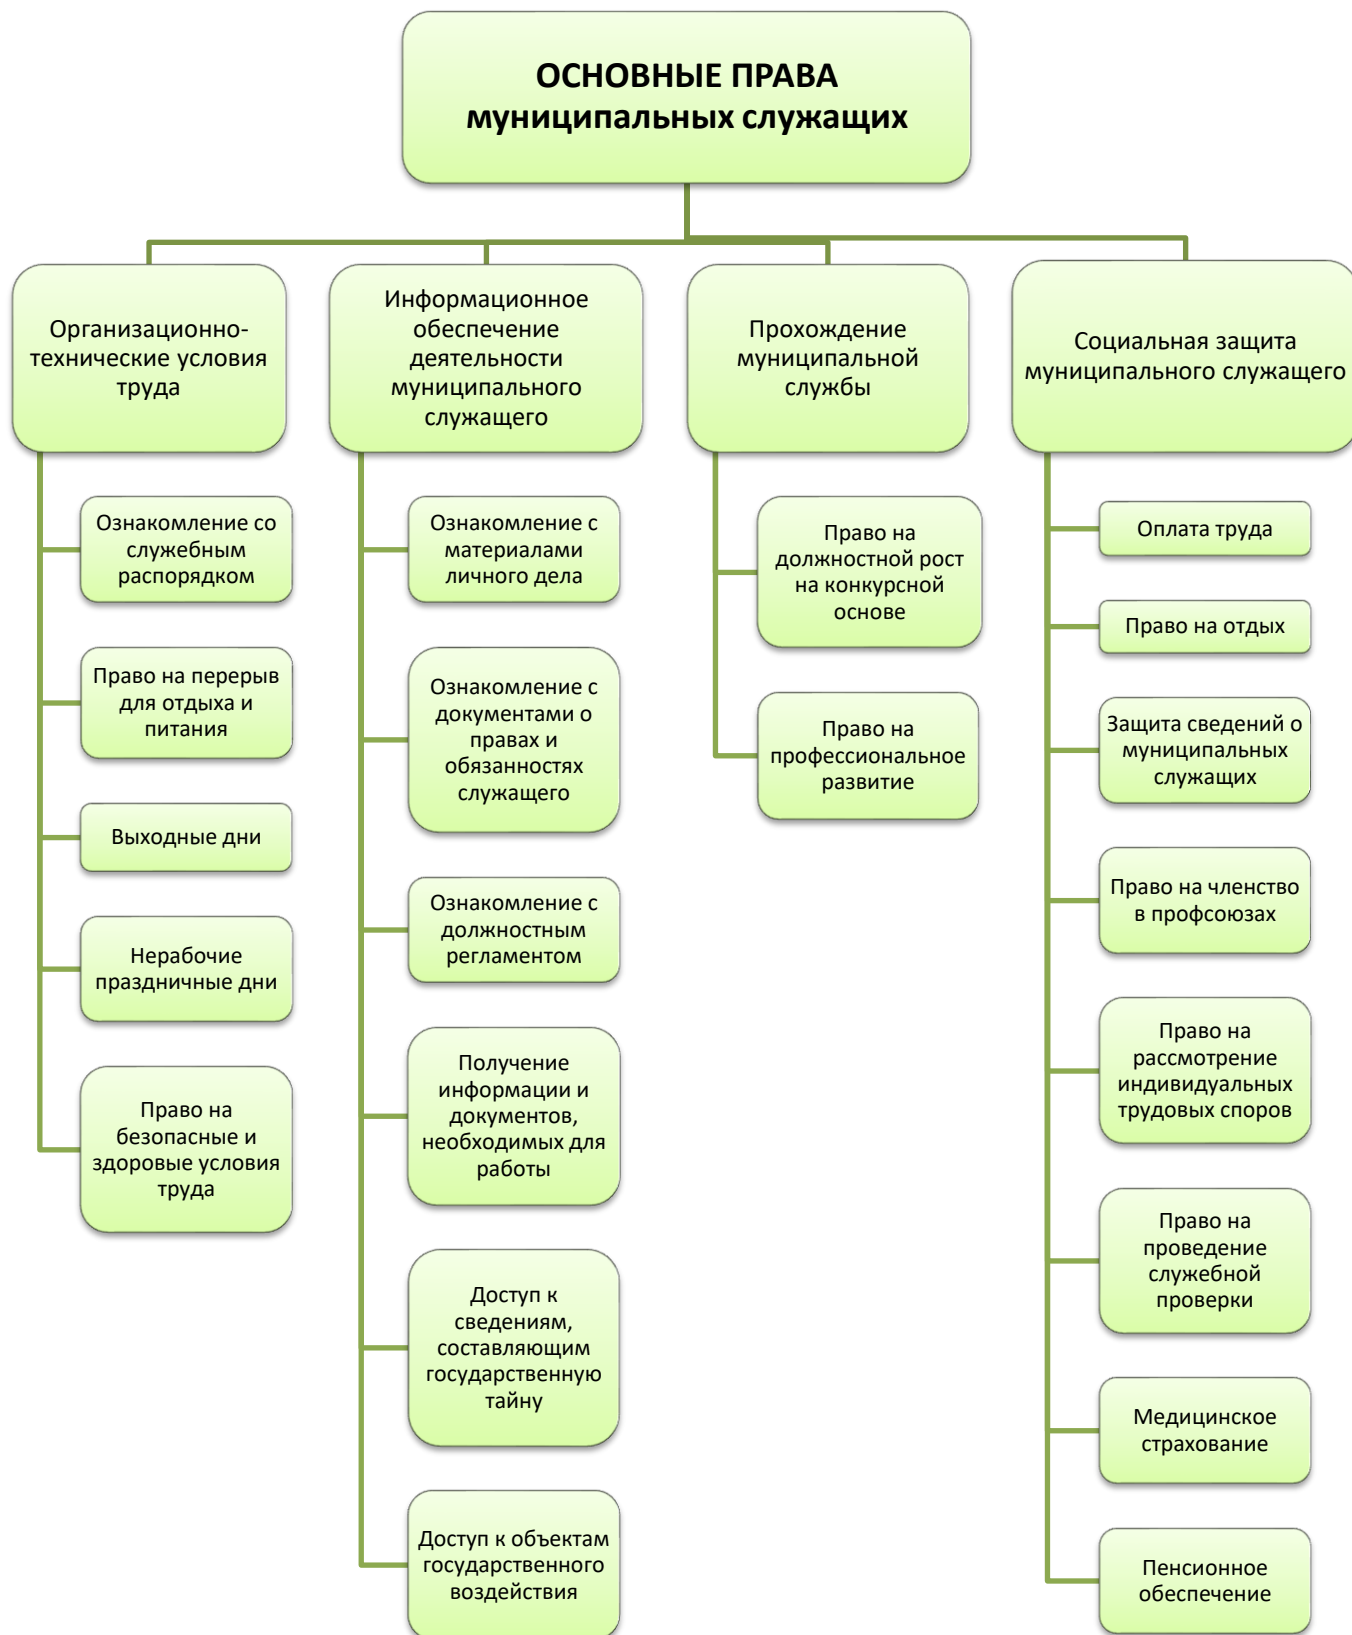 ОСНОВНЫЕ ПРАВА
муниципальных служащих
Организационно-
технические условия
труда
Ознакомление со
служебным
распорядком
Право на перерыв
для отдыха и
питания
Выходные дни
Нерабочие
праздничные дни
Право на
безопасные и
здоровые условия
труда
Информационное
обеспечение
деятельности
муниципального
служащего
Ознакомление с
материалами
личного дела
Ознакомление с
документами о
правах и
обязанностях
служащего
Ознакомление с
должностным
регламентом
Получение
информации и
документов,
необходимых для
работы
Доступ к
сведениям,
составляющим
государственную
тайну
Доступ к объектам
государственного
воздействия
Прохождение
муниципальной
службы
Право на
должностной рост
на конкурсной
основе
Право на
профессиональное
развитие
Социальная защита
муниципального служащего
Оплата труда
Право на отдых
Защита сведений о
муниципальных
служащих
Право на членство
в профсоюзах
Право на
рассмотрение
индивидуальных
трудовых споров
Право на
проведение
служебной
проверки
Медицинское
страхование
Пенсионное
обеспечение